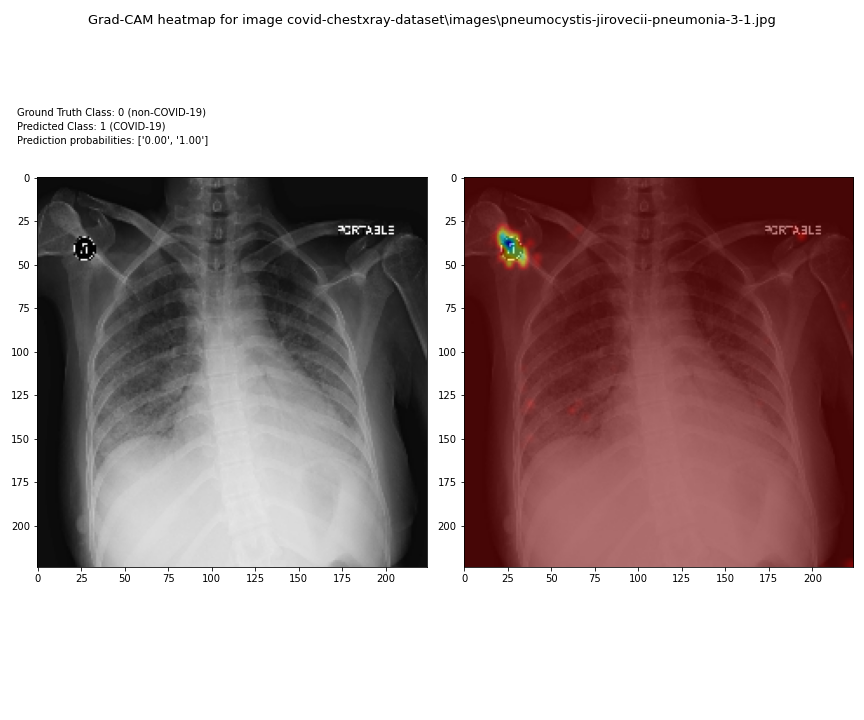 Grad-CAM heatmap for image covid-chestxray-dataset\images\pneumocystis-jirovecii-pneumonia-3-1.jpg
Ground Truth Class: 0 (non-COVID-19)
Predicted Class: 1 (COVID-19)
Prediction probabilities: ['0.00', '1.00']
PORTABLE
0
25
50
75
100
125
150
175
200
0 25 50 75 100 125 150 175 200
PORTABLE
0
25
50
75
100
125
150
175
200
0 25 50 75 100 125 150 175 200